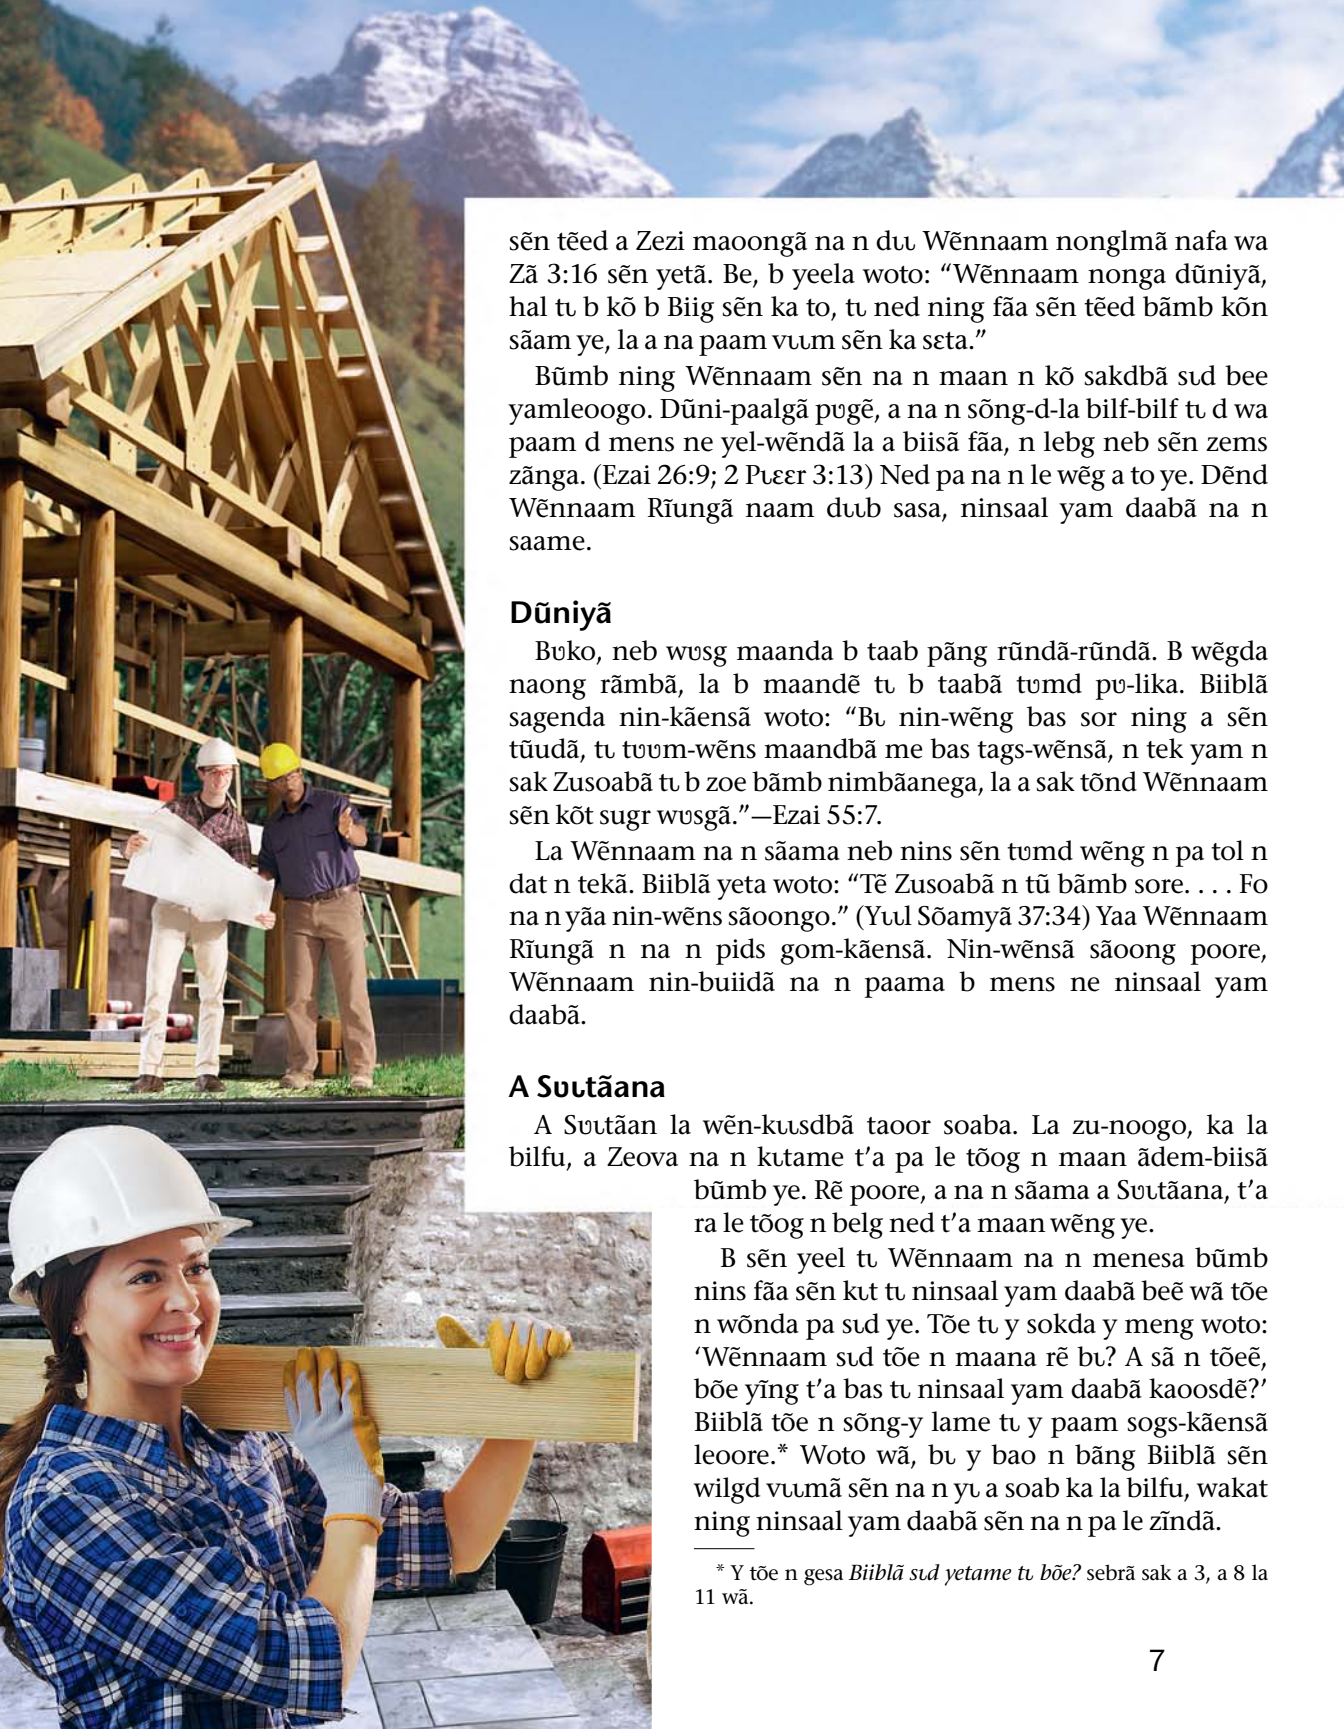 sẽn tẽed a Zezi maoongã na n dɩɩ Wẽnnaam nonglmã nafa wa
Zã 3:16 sẽn yetã. Be, b yeela woto: “Wẽnnaam nonga dũniyã,
hal tɩ b kõ b Biig sẽn ka to, tɩ ned ning fãa sẽn tẽed bãmb kõn
sãam ye, la a na paam vɩɩm sẽn ka sɛta.”
Bũmb ning Wẽnnaam sẽn na n maan n kõ sakdbã sɩd bee
yamleoogo. Dũni-paalgã pʋgẽ, a na n sõng-d-la bilf-bilf tɩ d wa
paam d mens ne yel-wẽndã la a biisã fãa, n lebg neb sẽn zems
zãnga. (Ezai 26:9; 2 Pɩɛɛr 3:13) Ned pa na n le wẽg a to ye. Dẽnd
Wẽnnaam Rĩungã naam dɩɩb sasa, ninsaal yam daabã na n
saame.
Dũniyã
Bʋko, neb wʋsg maanda b taab pãng rũndã-rũndã. B wẽgda
naong rãmbã, la b maandẽ tɩ b taabã tʋmd pʋ-lika. Biiblã
sagenda nin-kãensã woto: “Bɩ nin-wẽng bas sor ning a sẽn
tũudã, tɩ tʋʋm-wẽns maandbã me bas tags-wẽnsã, n tek yam n
sak Zusoabã tɩ b zoe bãmb nimbãanega, la a sak tõnd Wẽnnaam
sẽn kõt sugr wʋsgã.”—Ezai 55:7.
La Wẽnnaam na n sãama neb nins sẽn tʋmd wẽng n pa tol n
dat n tekã. Biiblã yeta woto: “Tẽ Zusoabã n tũ bãmb sore. . . . Fo
na n yãa nin-wẽns sãoongo.” (Yɩɩl Sõamyã 37:34) Yaa Wẽnnaam
Rĩungã n na n pids gom-kãensã. Nin-wẽnsã sãoong poore,
Wẽnnaam nin-buiidã na n paama b mens ne ninsaal yam
daabã.
A Sʋɩtãana
A Sʋɩtãan la wẽn-kɩɩsdbã taoor soaba. La zu-noogo, ka la
bilfu, a Zeova na n kɩtame t’a pa le tõog n maan ãdem-biisã
bũmb ye. Rẽ poore, a na n sãama a Sʋɩtãana, t’a
ra le tõog n belg ned t’a maan wẽng ye.
B sẽn yeel tɩ Wẽnnaam na n menesa bũmb
nins fãa sẽn kɩt tɩ ninsaal yam daabã beẽ wã tõe
n wõnda pa sɩd ye. Tõe tɩ y sokda y meng woto:
‘Wẽnnaam sɩd tõe n maana rẽ bɩ? A sã n tõeẽ,
bõe yĩng t’a bas tɩ ninsaal yam daabã kaoosdẽ?’
Biiblã tõe n sõng-y lame tɩ y paam sogs-kãensã
leoore.* Woto wã, bɩ y bao n bãng Biiblã sẽn
wilgd vɩɩmã sẽn na n yɩ a soab ka la bilfu, wakat
ning ninsaal yam daabã sẽn na n pa le zĩndã.
* Y tõe n gesa Biiblã sɩd yetame tɩ bõe? sebrã sak a 3, a 8 la
11 wã.
7